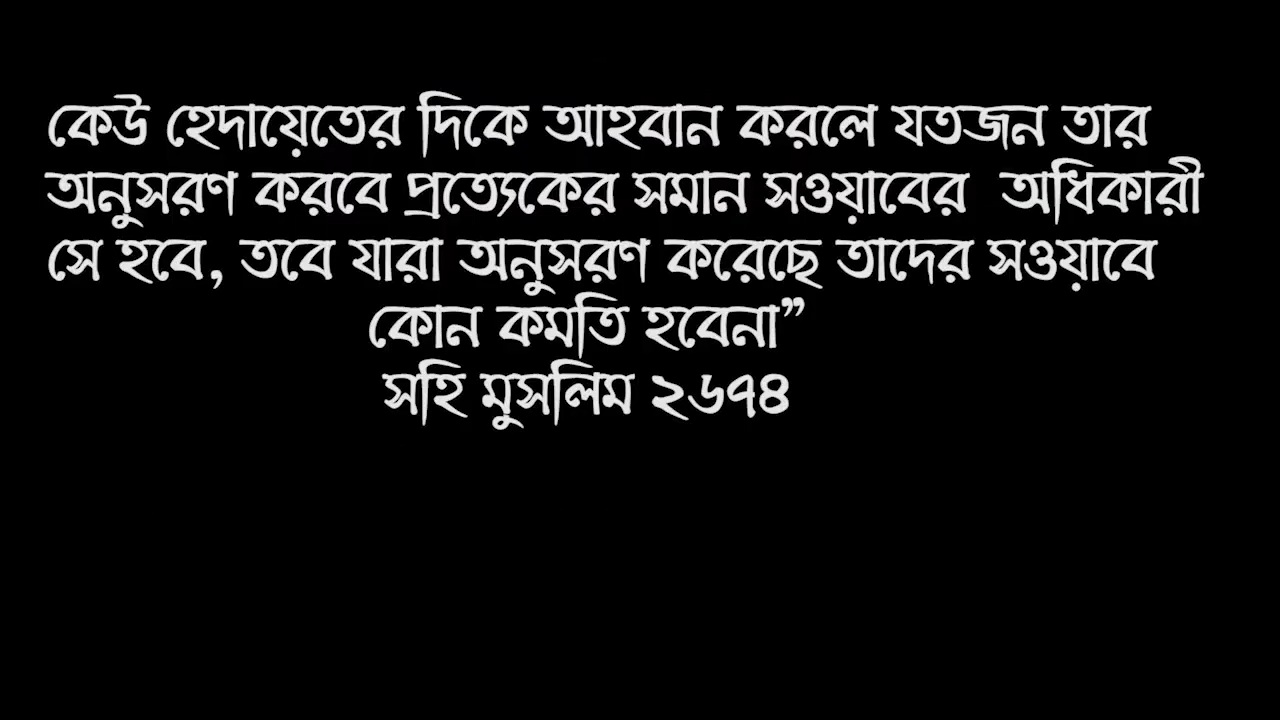 কেউ হেদায়েতের দিকে আহবান করলে যতজন তার
অনুসরণ করবে প্রত্যেকের সমান সওয়াবের  অধিকারী
সে হবে, তবে যারা অনুসরণ করেছে তাদের সওয়াবে
কোন কমতি হবেনা”
সহি মুসলিম ২৬৭৪